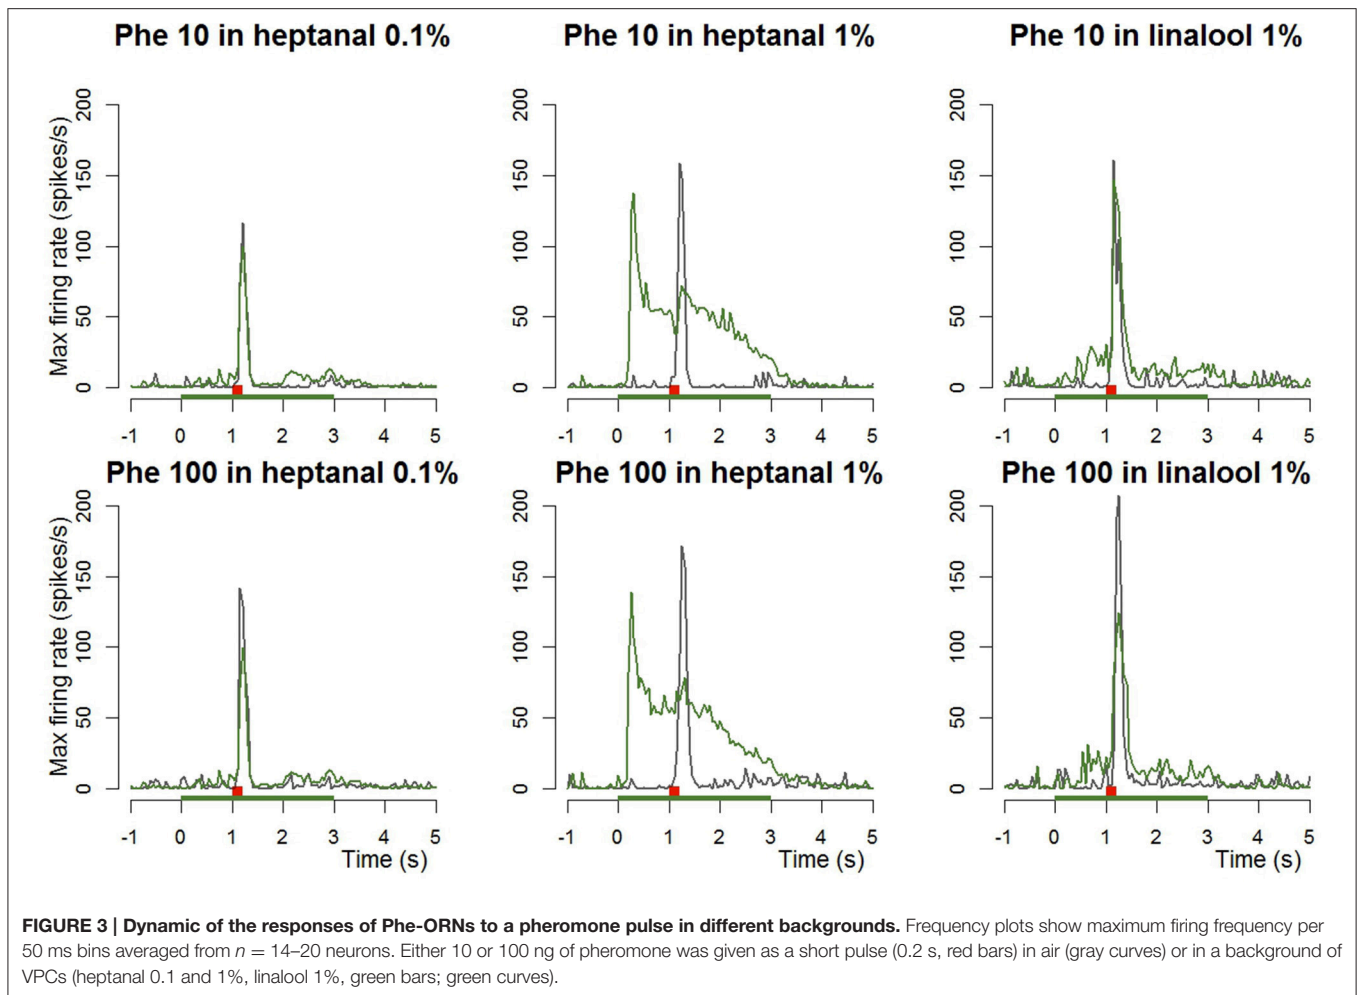 Phe 10 in heptanal 0.1%
Phe 10 in heptanal 1%
Phe 10 in linalool 1%
Max firing rate (spikes/s)
0 50 100 150 200
0 50 100 150 200
0 50 100 150 200
-1 0 1 2 3 4 5
-1 0 1 2 3 4 5
-1 0 1 2 3 4 5
Phe 100 in heptanal 0.1%
Phe 100 in heptanal 1%
Phe 100 in linalool 1%
Max firing rate (spikes/s)
0 50 100 150 200
0 50 100 150 200
0 50 100 150 200
-1 0 1 2 3 4 5
-1 0 1 2 3 4 5
-1 0 1 2 3 4 5
Time (s)
Time (s)
Time (s)
FIGURE 3 | Dynamic of the responses of Phe-ORNs to a pheromone pulse in different backgrounds. Frequency plots show maximum firing frequency per
50 ms bins averaged from n = 14–20 neurons. Either 10 or 100 ng of pheromone was given as a short pulse (0.2 s, red bars) in air (gray curves) or in a background of
VPCs (heptanal 0.1 and 1%, linalool 1%, green bars; green curves).